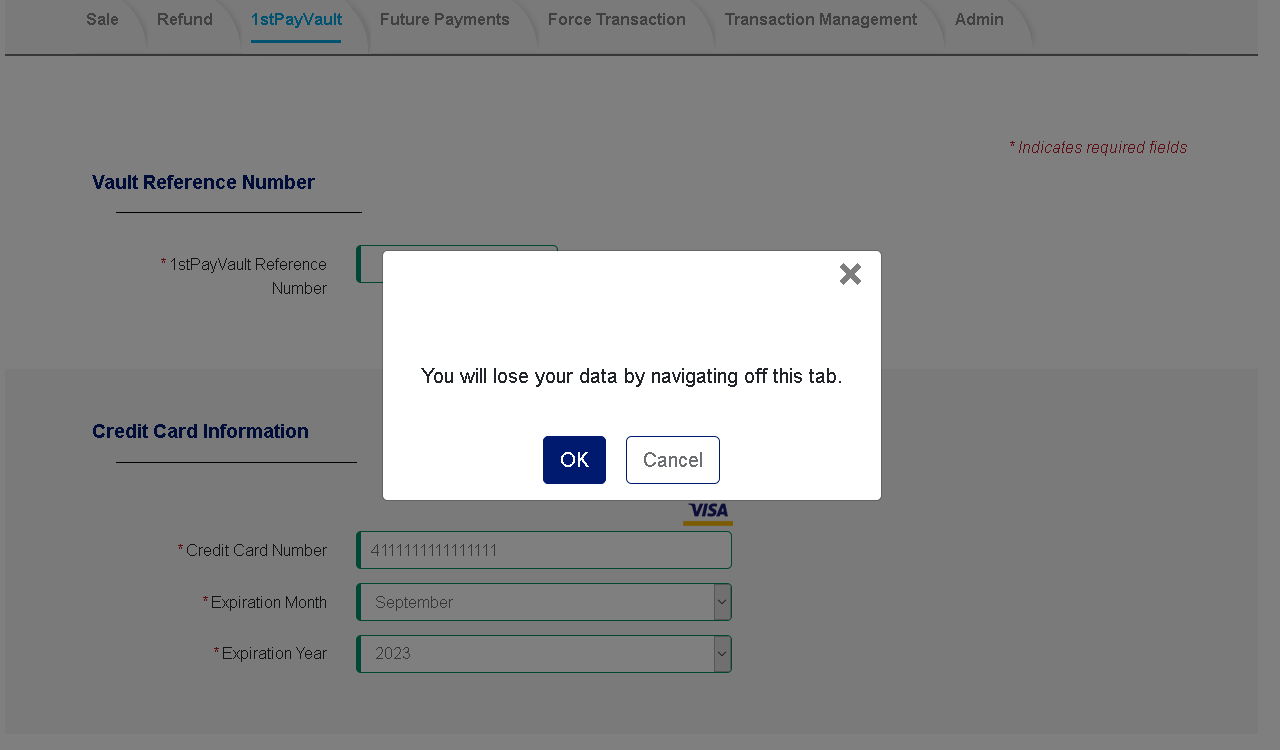 Sale Refund 1stPayVault Future Payments Force Transaction Transaction Management Admin
* Indicates required fields
Vault Reference Number
* 1stPayVault Reference
Number
You will lose your data by navigating off this tab.
OK Cancel
Credit Card Information
VISA
* Credit Card Number 4111111111111111
* Expiration Month September
* Expiration Year 2023